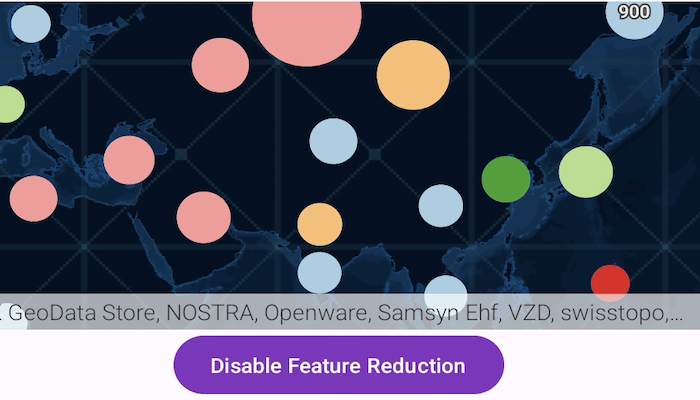 900
. GeoData Store, NOSTRA, Openware, Samsyn Ehf, VZD, swisstopo,...
Disable Feature Reduction